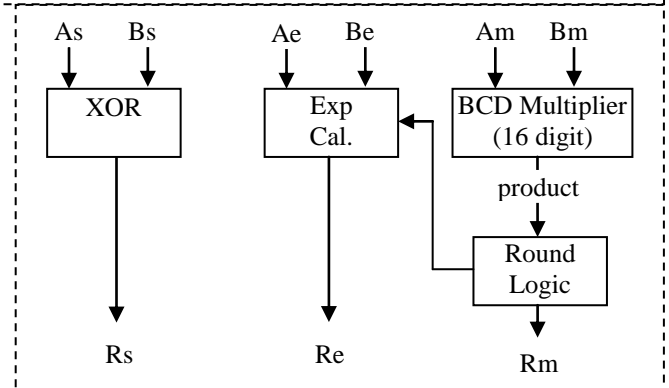 As Bs Ae Be Am Bm
XOR
Exp
Cal.
BCD Multiplier
(16 digit)
product
Round
Logic
Rs Re Rm